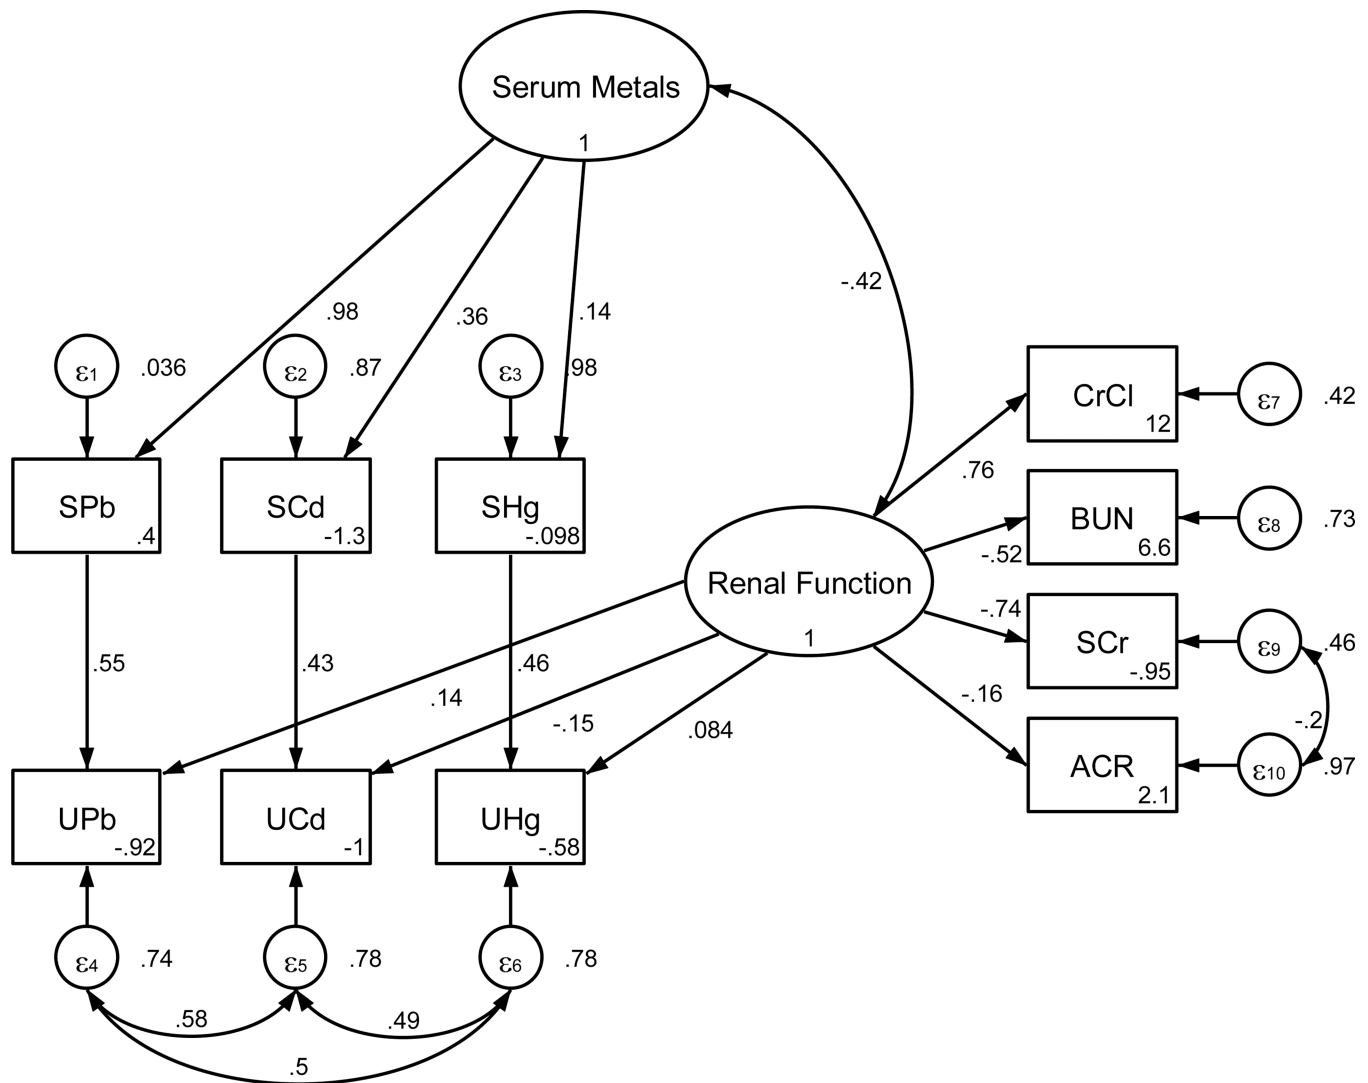 Serum Metals
1
-.42
.98
.36
.14
ε1
.036
ε2
.87
ε3
.98
CrCl
12
ε7
.42
.76
SPb
.4
SCd
-1.3
SHg
-.098
BUN
6.6
ε8
.73
-.52
Renal Function
1
-.74
SCr
-.95
ε9
.46
.55
.43
.46
.14
-.15
.084
-.16
-.2
ACR
2.1
ε10
.97
UPb
-.92
UCd
-1
UHg
-.58
ε4
.74
ε5
.78
ε6
.78
.58
.49
.5